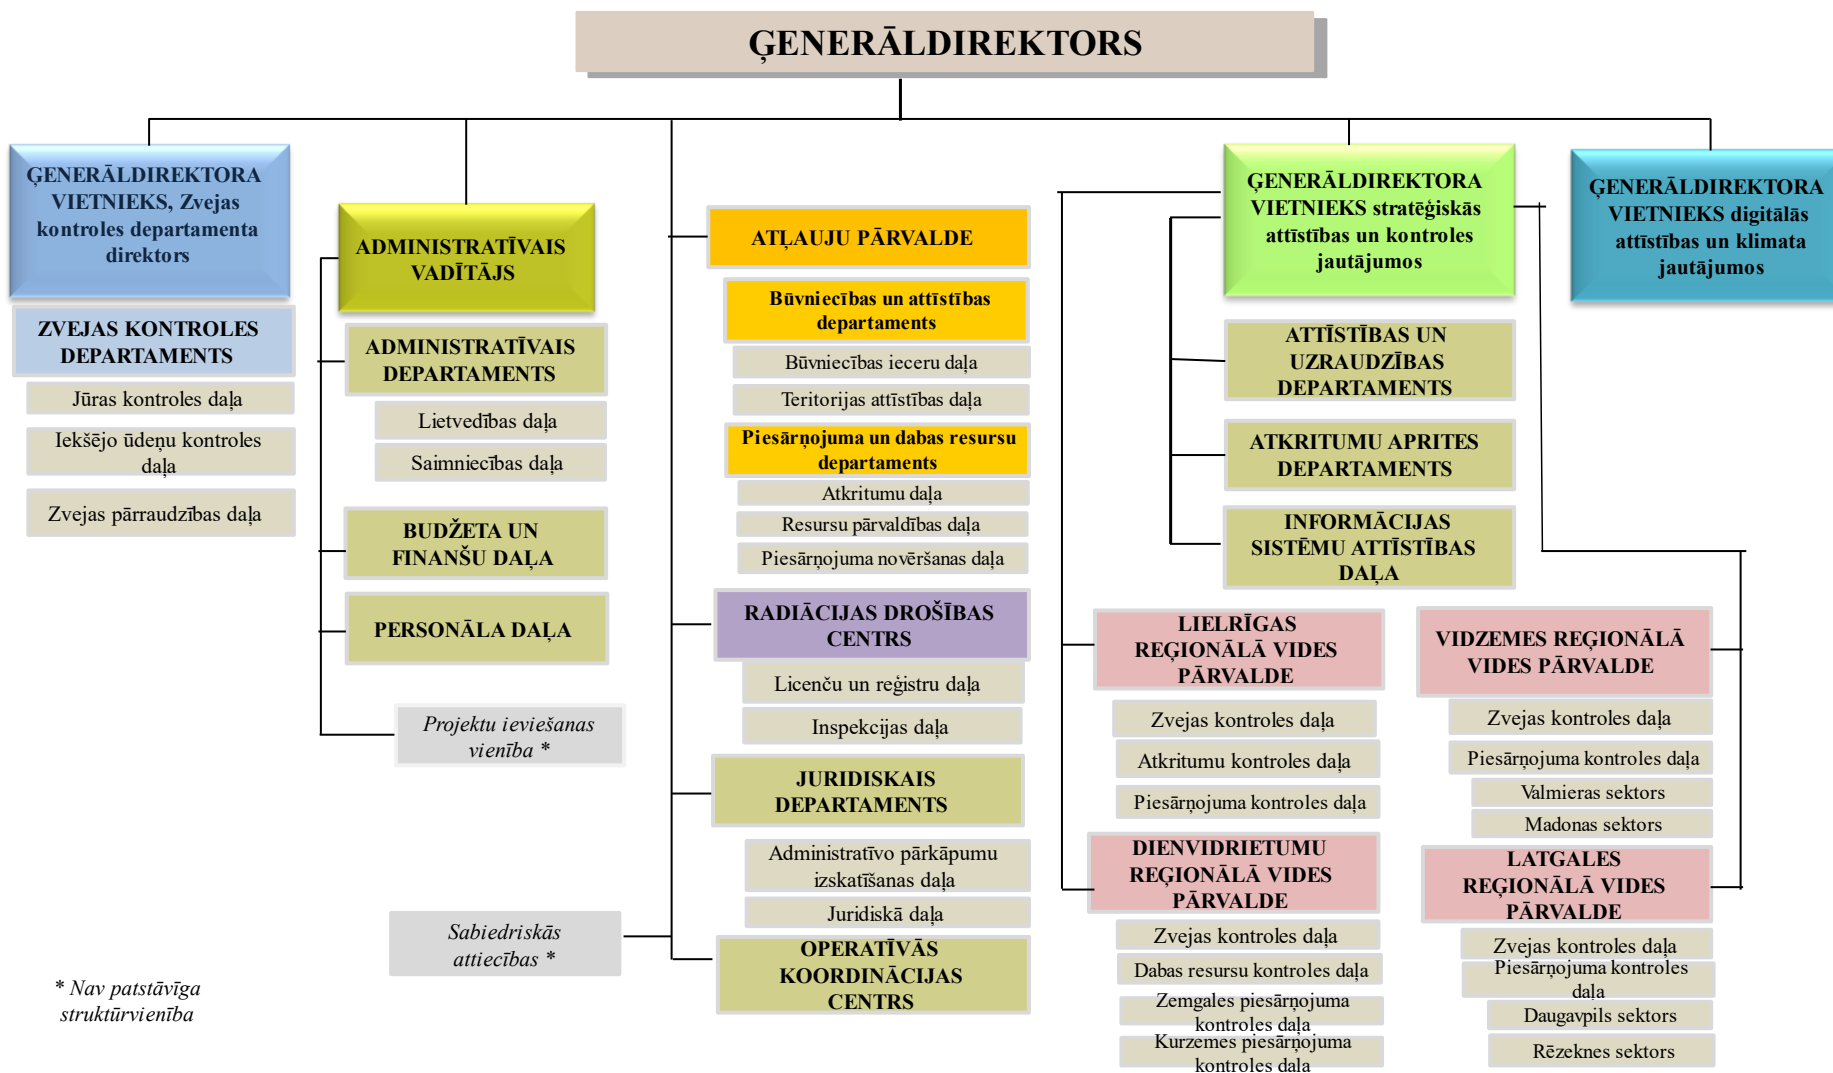 ĢENERĀLDIREKTORS
ĢENERĀLDIREKTORA
VIETNIEKS, Zvejas
kontroles departamenta
direktors
ZVEJAS KONTROLES
DEPARTAMENTS
Jūras kontroles daļa
Iekšējo ūdeņu kontroles
daļa
Zvejas pārraudzības daļa
ADMINISTRATĪVAIS
VADĪTĀJS
ADMINISTRATĪVAIS
DEPARTAMENTS
Lietvedības daļa
Saimniecības daļa
BUDŽETA UN
FINANŠU DAĻA
PERSONĀLA DAĻA
Projektu ieviešanas
vienība *
Sabiedriskās
attiecības *
* Nav patstāvīga
struktūrvienība
ATĻAUJU PĀRVALDE
Būvniecības un attīstības
departaments
Būvniecības ieceru daļa
Teritorijas attīstības daļa
Piesārņojuma un dabas resursu
departaments
Atkritumu daļa
Resursu pārvaldības daļa
Piesārņojuma novēršanas daļa
RADIĀCIJAS DROŠĪBAS
CENTRS
Licenču un reģistru daļa
Inspekcijas daļa
JURIDISKAIS
DEPARTAMENTS
Administratīvo pārkāpumu
izskatīšanas daļa
Juridiskā daļa
OPERATĪVĀS
KOORDINĀCIJAS
CENTRS
ĢENERĀLDIREKTORA
VIETNIEKS stratēģiskās
attīstības un kontroles
jautājumos
ATTĪSTĪBAS UN
UZRAUDZĪBAS
DEPARTAMENTS
ATKRITUMU APRITES
DEPARTAMENTS
INFORMĀCIJAS
SISTĒMU ATTĪSTĪBAS
DAĻA
LIELRĪGAS
REĢIONĀLĀ VIDES
PĀRVALDE
Zvejas kontroles daļa
Atkritumu kontroles daļa
Piesārņojuma kontroles daļa
DIENVIDRIETUMU
REĢIONĀLĀ VIDES
PĀRVALDE
Zvejas kontroles daļa
Dabas resursu kontroles daļa
Zemgales piesārņojuma
kontroles daļa
Kurzemes piesārņojuma
kontroles daļa
VIDZEMES REĢIONĀLĀ
VIDES PĀRVALDE
Zvejas kontroles daļa
Piesārņojuma kontroles daļa
Valmieras sektors
Madonas sektors
LATGALES
REĢIONĀLĀ VIDES
PĀRVALDE
Zvejas kontroles daļa
Piesārņojuma kontroles
daļa
Daugavpils sektors
Rēzeknes sektors
ĢENERĀLDIREKTORA
VIETNIEKS digitālās
attīstības un klimata
jautājumos